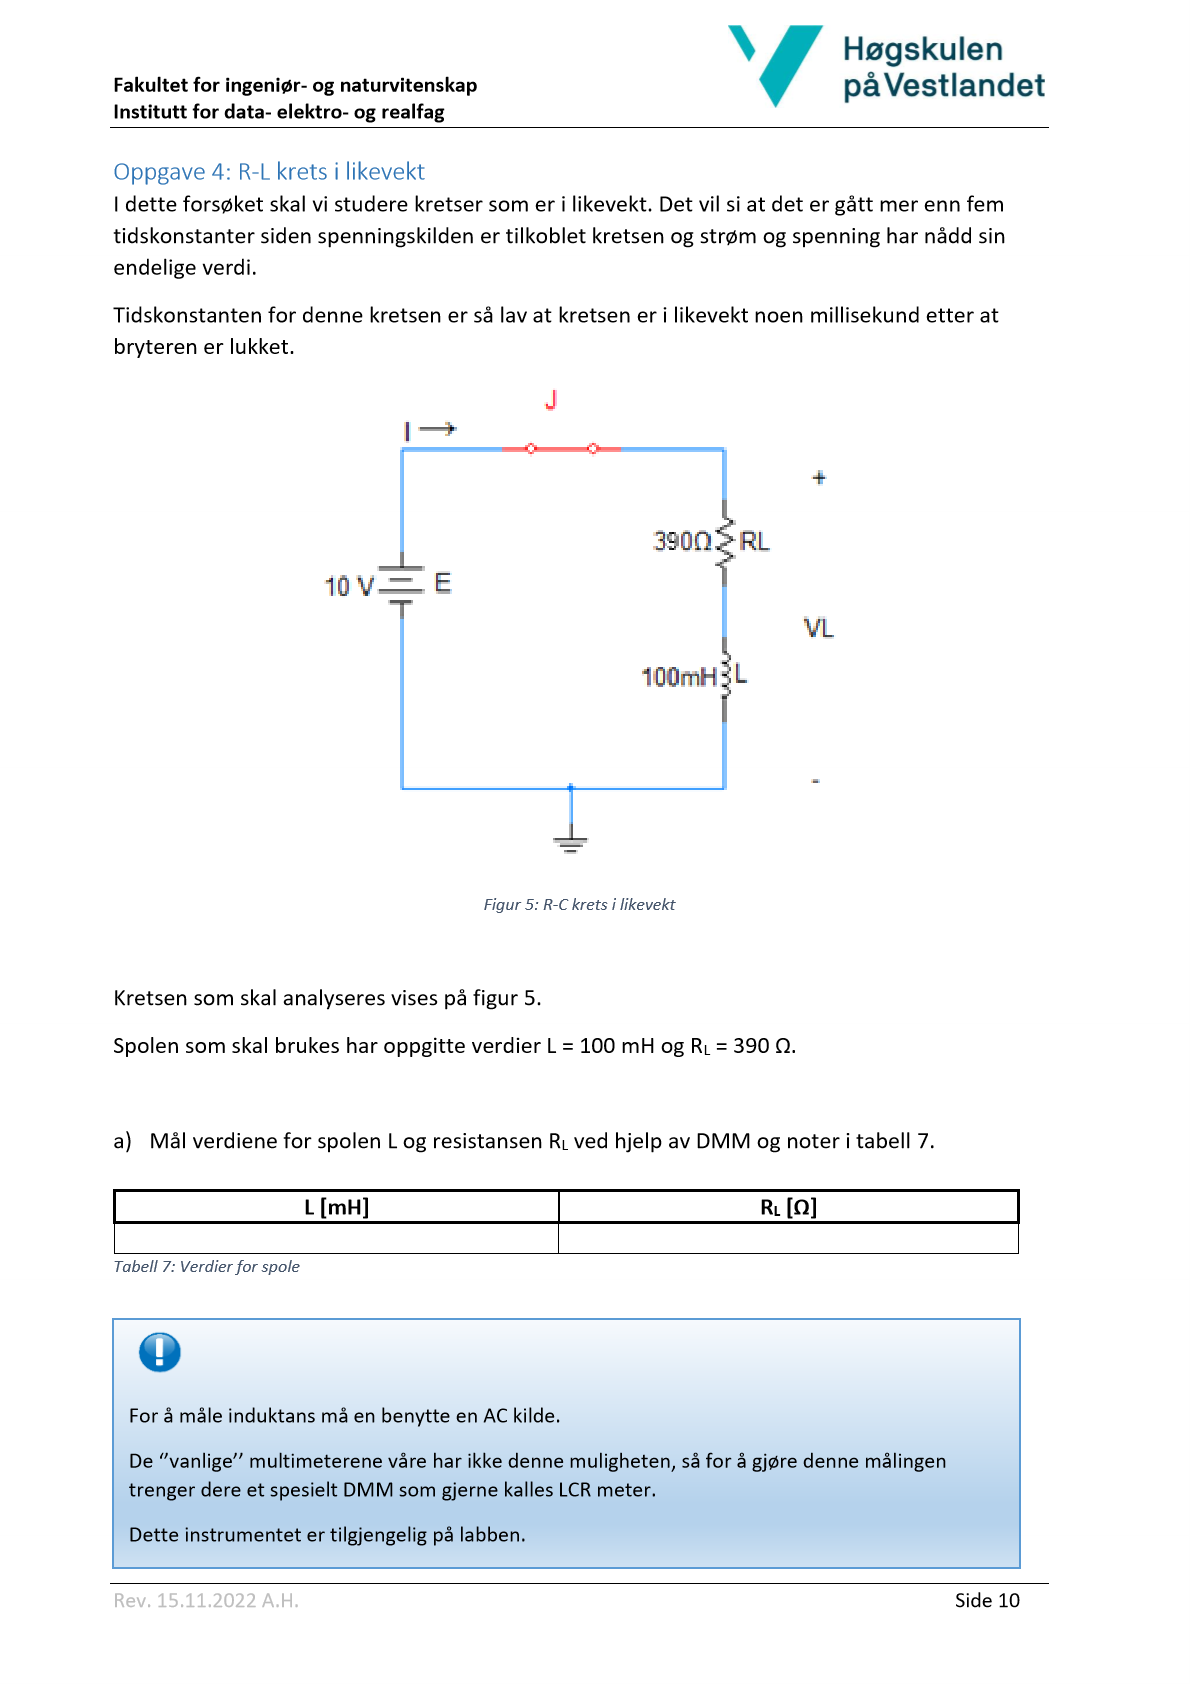 Høgskulen
på Vestlandet
Fakultet for ingeniør- og naturvitenskap
Institutt for data- elektro- og realfag
Oppgave 4: R-L krets i likevekt
I dette forsøket skal vi studere kretser som er i likevekt. Det vil si at det er gått mer enn fem
tidskonstanter siden spenningskilden er tilkoblet kretsen og strøm og spenning har nådd sin
endelige verdi.
Tidskonstanten for denne kretsen er så lav at kretsen er i likevekt noen millisekund etter at
bryteren er lukket.
J
I
+
390Ω RL
10 V E
VL
100mH L
-
Figur 5: R-C krets i likevekt
Kretsen som skal analyseres vises på figur 5.
Spolen som skal brukes har oppgitte verdier L = 100 mH og RL = 390 Ω.
a) Mål verdiene for spolen L og resistansen RL ved hjelp av DMM og noter i tabell 7.
L [mH] RL [Ω]
Tabell 7: Verdier for spole
For å måle induktans må en benytte en AC kilde.
De ‘’vanlige’’ multimeterene våre har ikke denne muligheten, så for å gjøre denne målingen
trenger dere et spesielt DMM som gjerne kalles LCR meter.
Dette instrumentet er tilgjengelig på labben.
Rev. 15.11.2022 A.H. Side 10